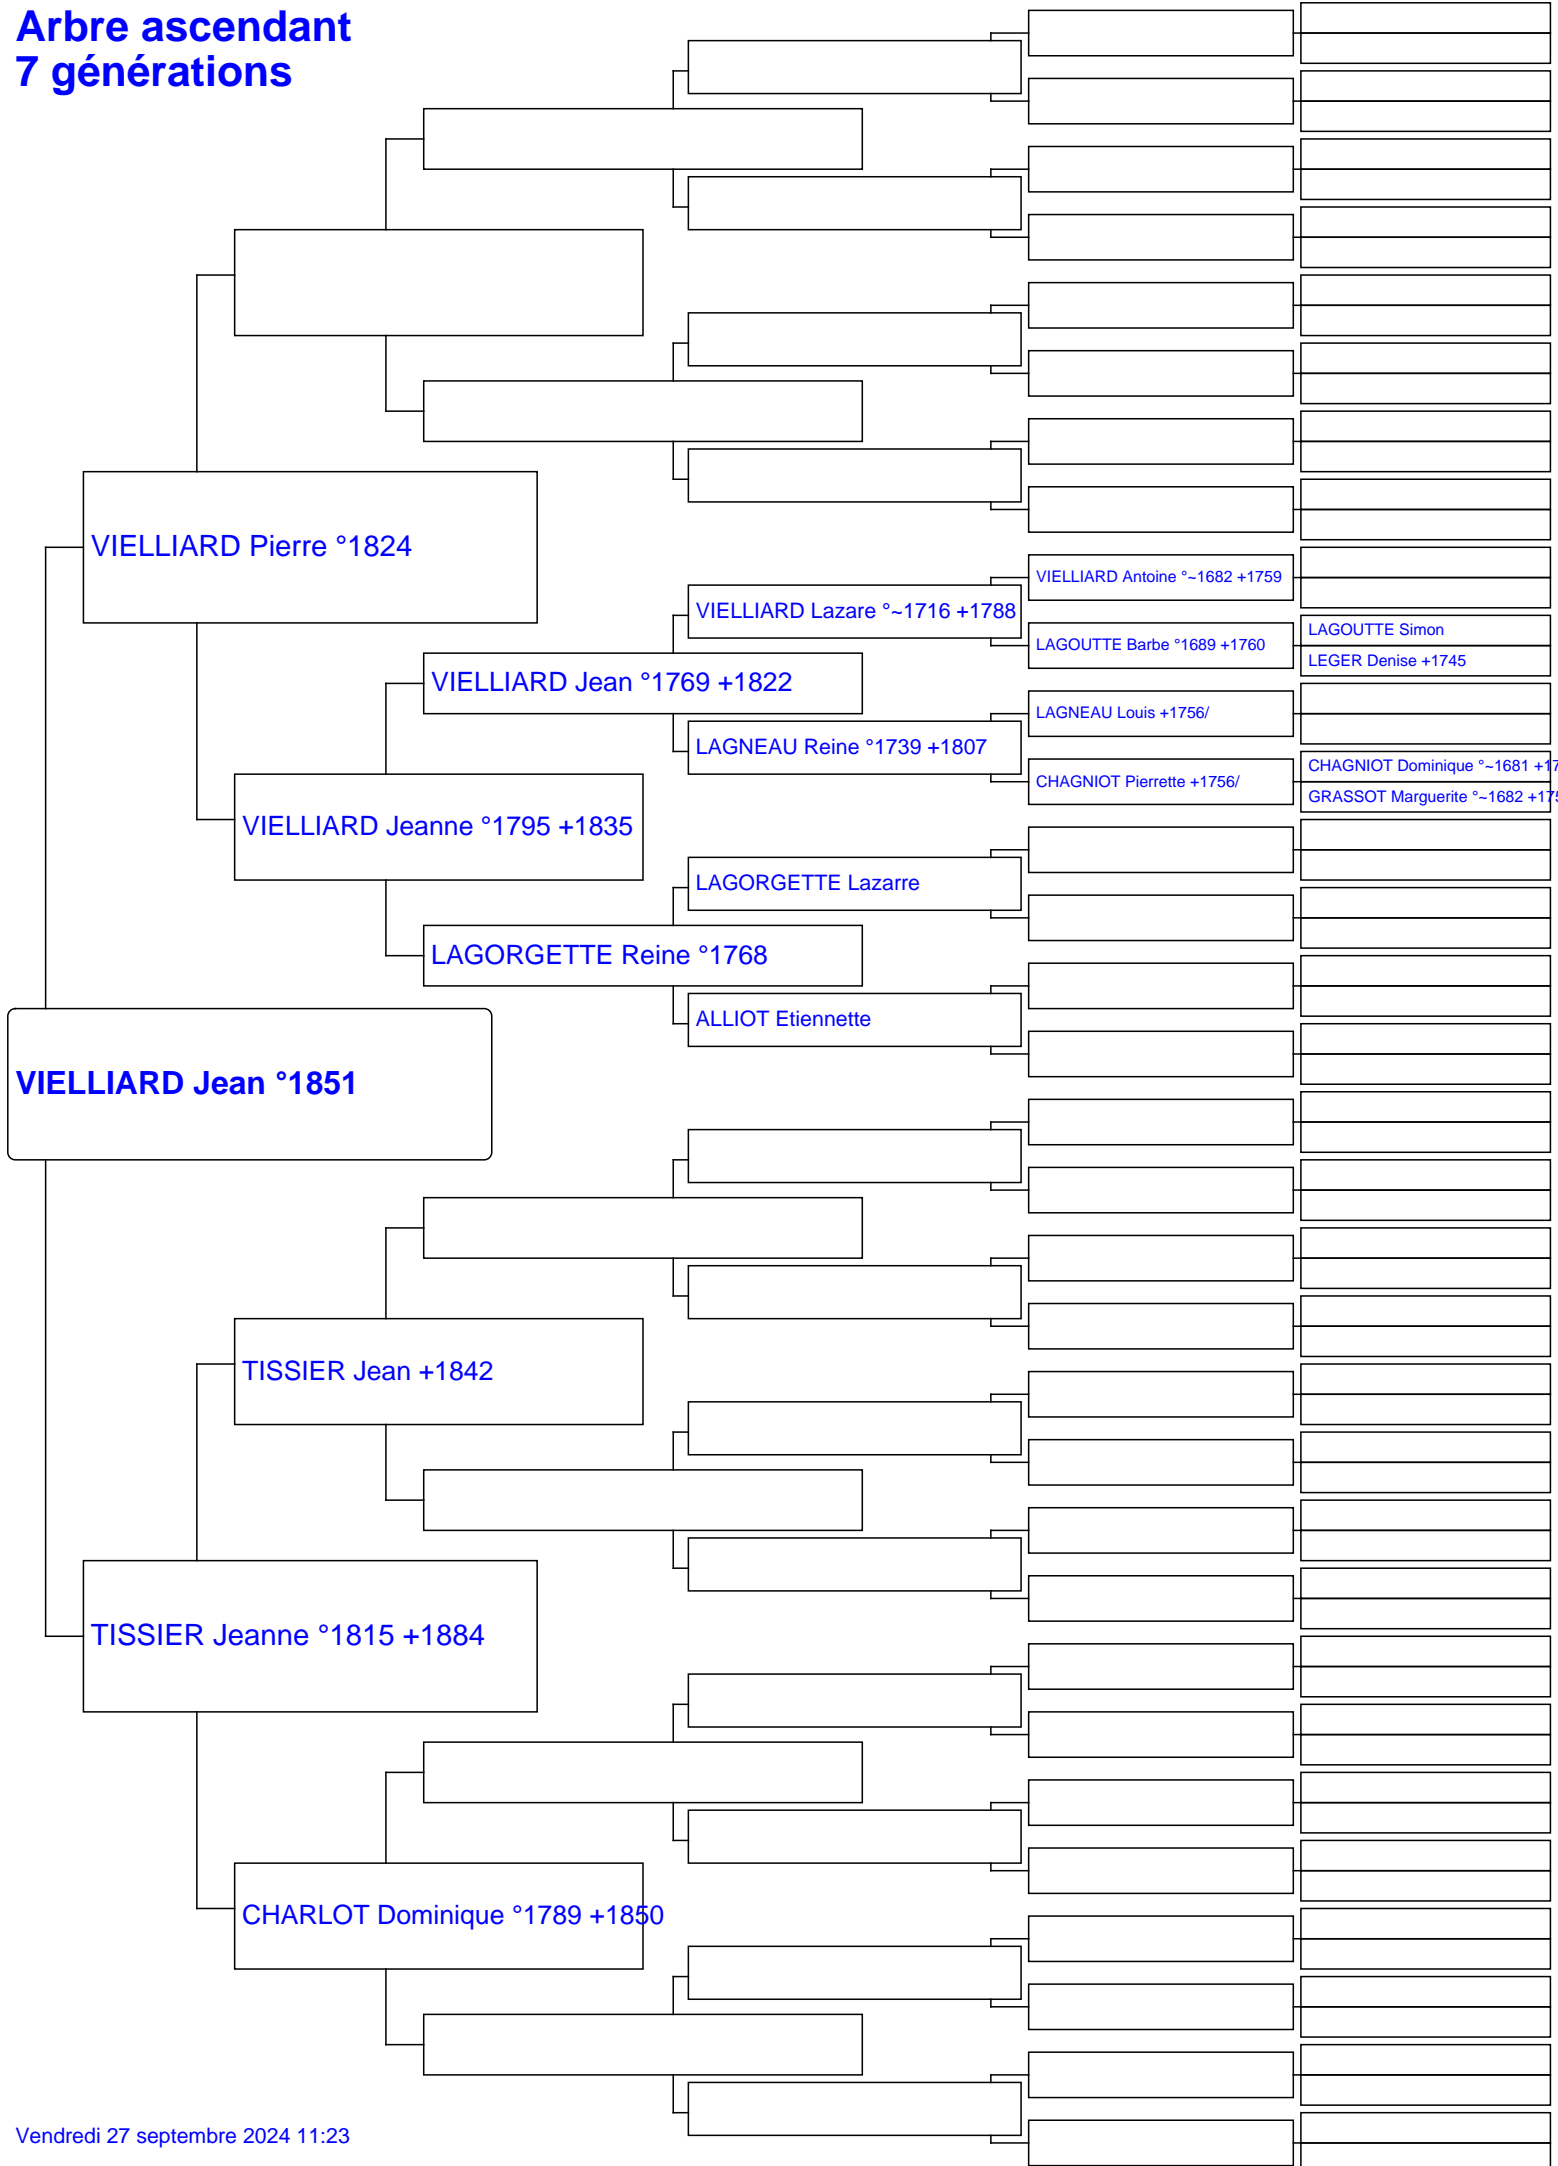 Arbre ascendant
7 générations
VIELLIARD Pierre °1824
VIELLIARD Antoine °~1682 +1759
VIELLIARD Lazare °~1716 +1788
LAGOUTTE Simon
LAGOUTTE Barbe °1689 +1760
LEGER Denise +1745
VIELLIARD Jean °1769 +1822
LAGNEAU Louis +1756/
LAGNEAU Reine °1739 +1807
CHAGNIOT Dominique °~1681 +17
CHAGNIOT Pierrette +1756/
GRASSOT Marguerite °~1682 +175
VIELLIARD Jeanne °1795 +1835
LAGORGETTE Lazarre
LAGORGETTE Reine °1768
ALLIOT Etiennette
VIELLIARD Jean °1851
TISSIER Jean +1842
TISSIER Jeanne °1815 +1884
CHARLOT Dominique °1789 +1850
Vendredi 27 septembre 2024 11:23